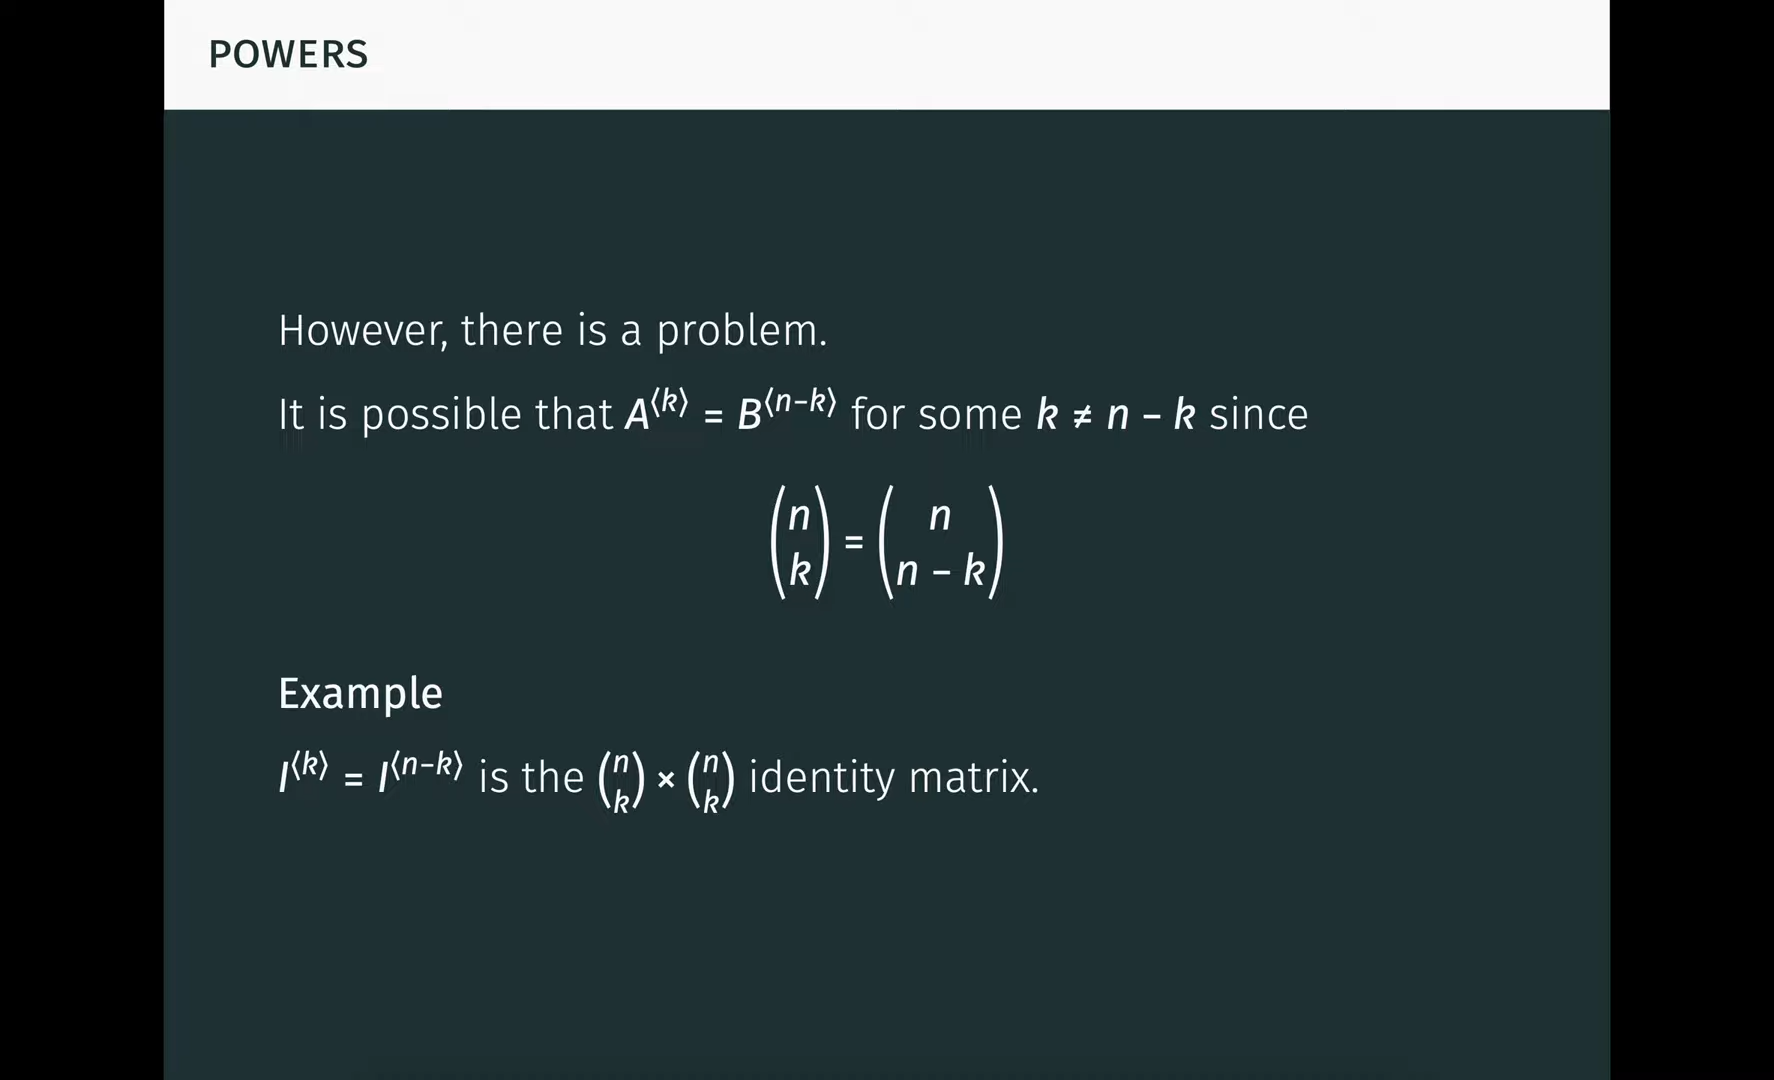 POWERS
However, there is a problem.
It is possible that A⟨k⟩ = B⟨n−k⟩ for some k ≠ n − k since
(n k) = (n n − k)
Example
I⟨k⟩ = I⟨n−k⟩ is the (n k) × (n k) identity matrix.